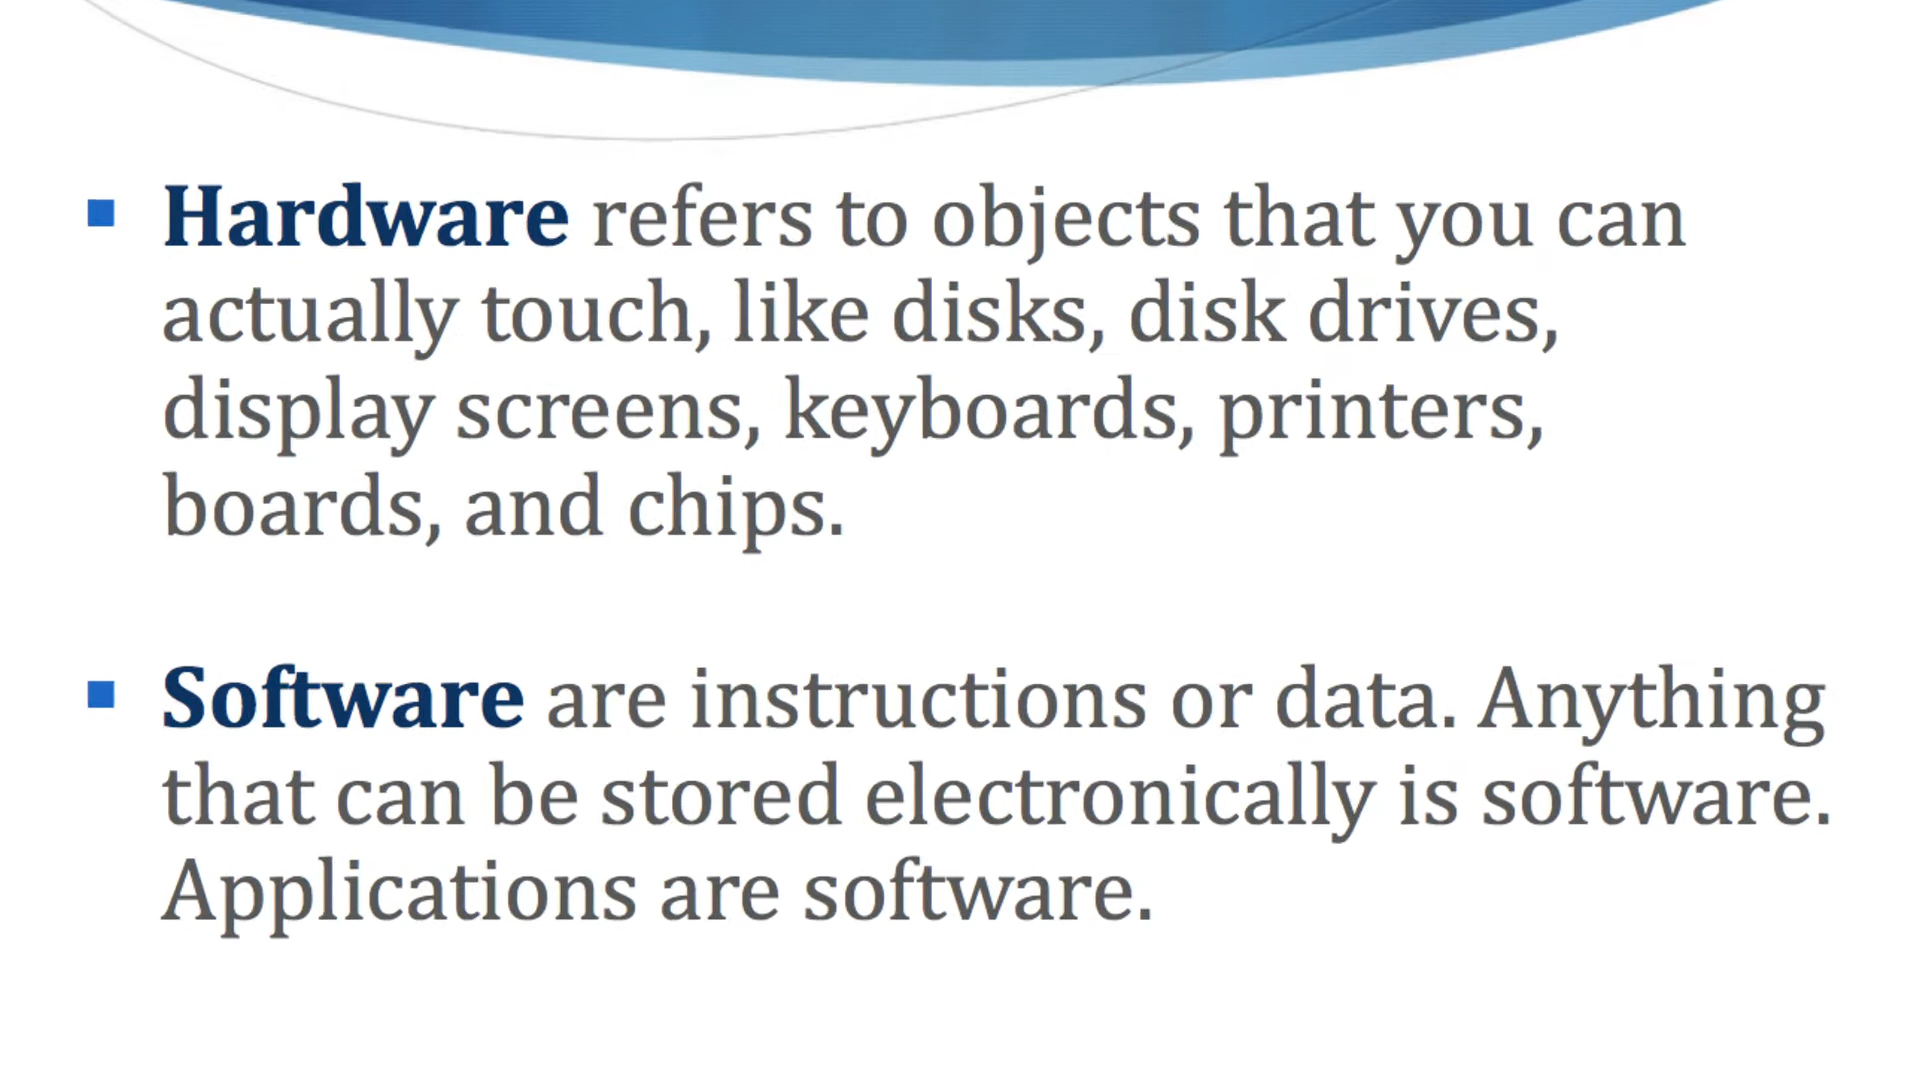 Hardware refers to objects that you can
actually touch, like disks, disk drives,
display screens, keyboards, printers,
boards, and chips.
Software are instructions or data. Anything
that can be stored electronically is software.
Applications are software.